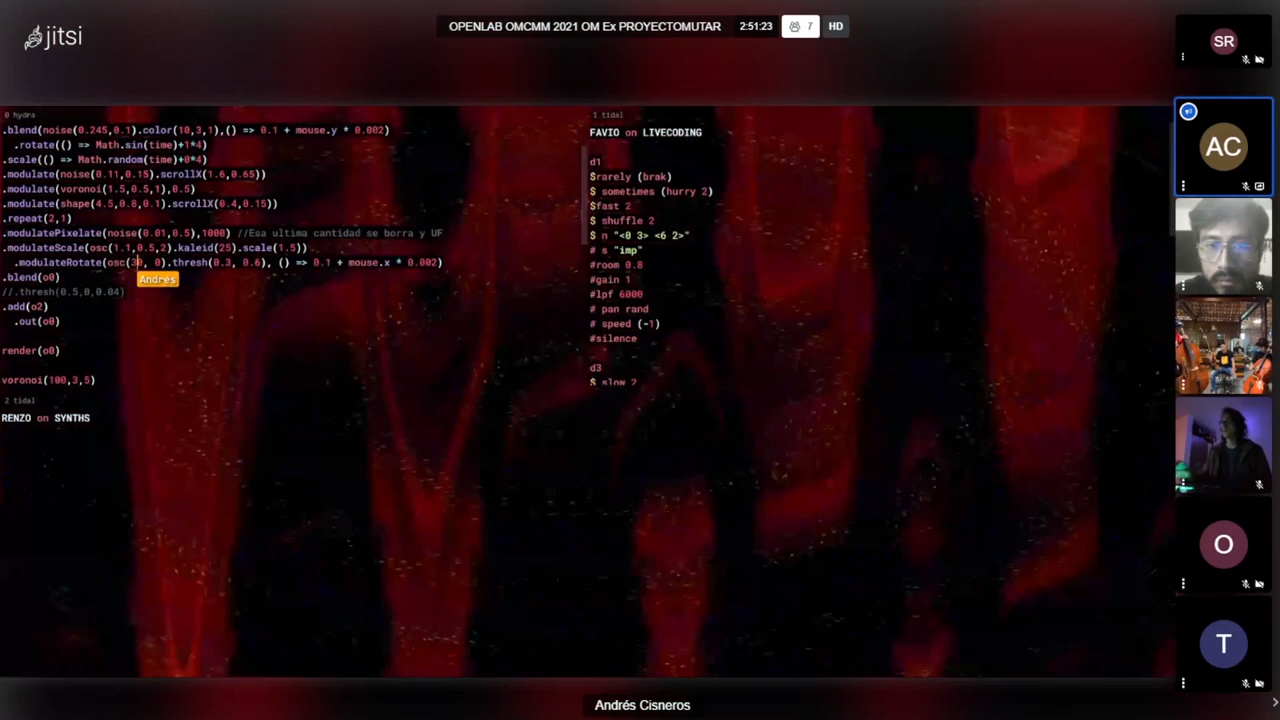 jitsi
OPENLAB OMCMM 2021 OM Ex PROYECTOMUTAR
2:51:23
7
HD
0 hydra
.blend(noise(0.245,0.1).color(10,3,1),() => 0.1 + mouse.y * 0.002)
.rotate(() => Math.sin(time)+1*4)
.scale(() => Math.random(time)+0*4)
.modulate(noise(0.11,0.15).scrollX(1.6,0.65))
.modulate(voronoi(1.5,0.5,1),0.5)
.modulate(shape(4.5,0.8,0.1).scrollX(0.4,0.15))
.repeat(2,1)
.modulatePixelate(noise(0.01,0.5),1000) //Esa ultima cantidad se borra y UF
.modulateScale(osc(1.1,0.5,2).kaleid(25).scale(1.5))
.modulateRotate(osc(30, 0).thresh(0.3, 0.6), () => 0.1 + mouse.x * 0.002)
Andrés
.blend(o0)
//.thresh(0.5,0,0.04)
.add(o2)
.out(o0)
render(o0)
voronoi(100,3,5)
2 tidal
RENZO on SYNTHS
1 tidal
FAVIO on LIVECODING
d1
$rarely (brak)
$ sometimes (hurry 2)
$fast 2
$ shuffle 2
$ n "<0 3> <6 2>"
# s "imp"
#room 0.8
#gain 1
#lpf 6000
# pan rand
# speed (-1)
#silence
d3
$ slow 2
SR
AC
O
T
Andrés Cisneros